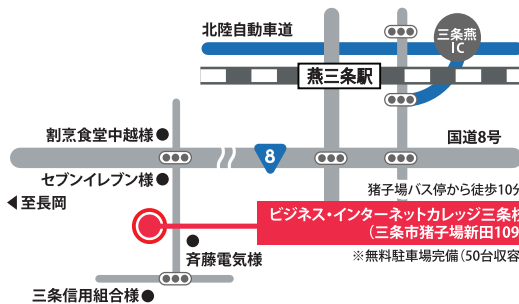 北陸自動車道
三条燕
IC
燕三条駅
国道8号
割烹食堂中越様●
8
セブンイレブン様●
◀至長岡
猪子場バス停から徒歩10分
ビジネス・インターネットカレッジ三条校
（三条市猪子場新田109
斉藤電気様
※無料駐車場完備（50台収容
三条信用組合様●